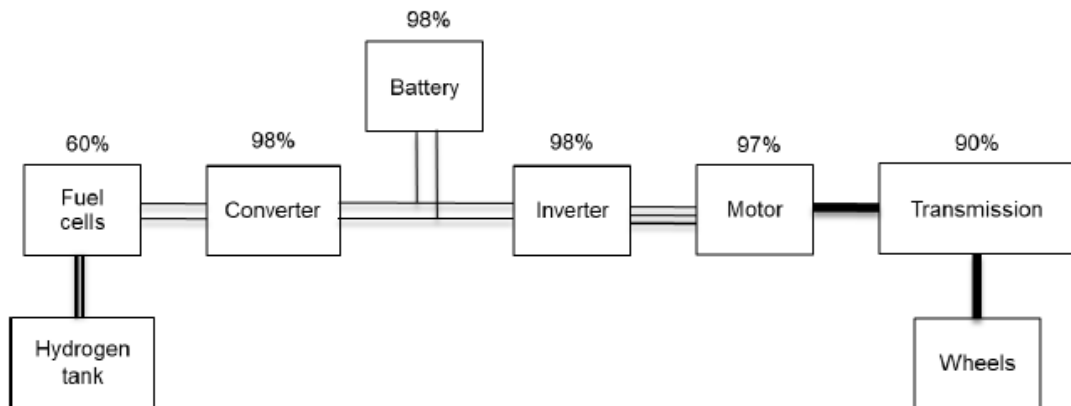 98%
Battery
60%
98%
98%
97%
90%
Fuel
cells
Converter
Inverter
Motor
Transmission
Hydrogen
tank
Wheels